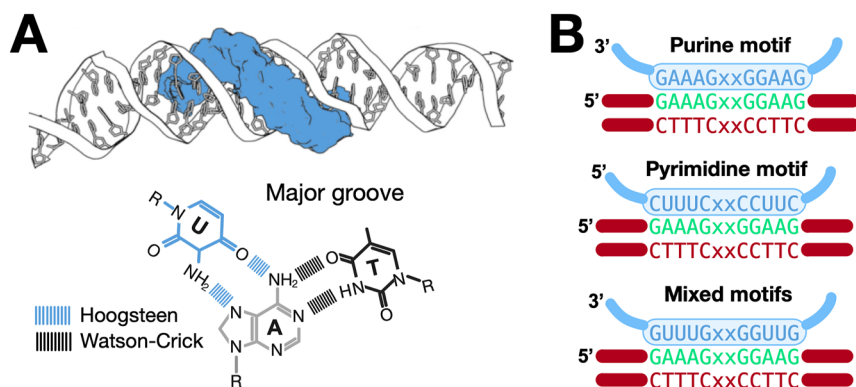 A
Major groove
R
N
U
O
O
NH2
NH2
O
T
N
R
HN
O
N
N
A
N
N
R
Hoogsteen
Watson-Crick
B
Purine motif
3'
GAAAGxxGGAAG
5'
GAAAGxxGGAAG
CTTTCxxCCTTC
Pyrimidine motif
5'
CUUUCxxCCUUC
5'
GAAAGxxGGAAG
CTTTCxxCCTTC
Mixed motifs
3'
GUUUGxxGGUUG
5'
GAAAGxxGGAAG
CTTTCxxCCTTC